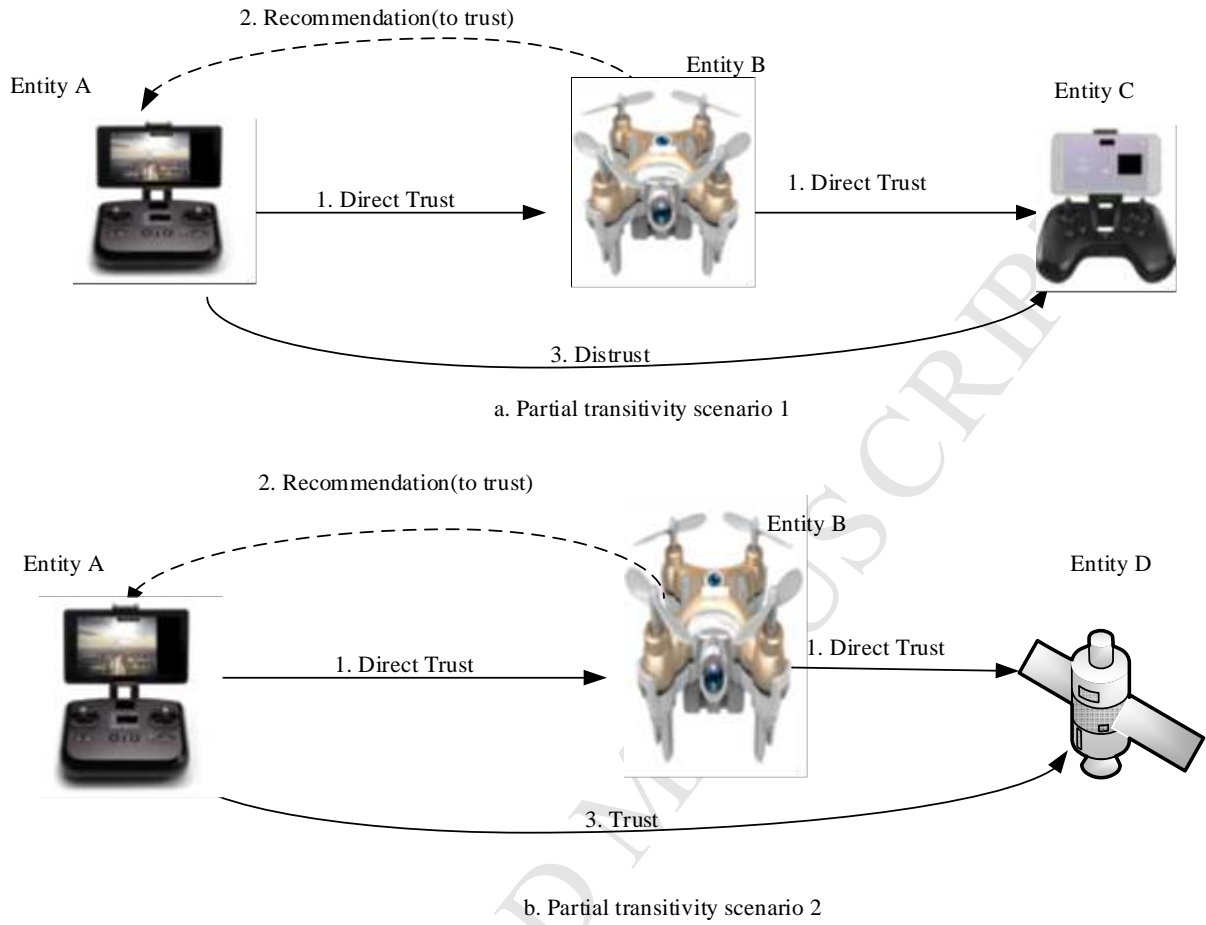 2. Recommendation(to trust)
Entity A
Entity B
Entity C
1. Direct Trust
1. Direct Trust
3. Distrust
a. Partial transitivity scenario 1
2. Recommendation(to trust)
Entity B
Entity A
Entity D
1. Direct Trust
1. Direct Trust
3. Trust
b. Partial transitivity scenario 2